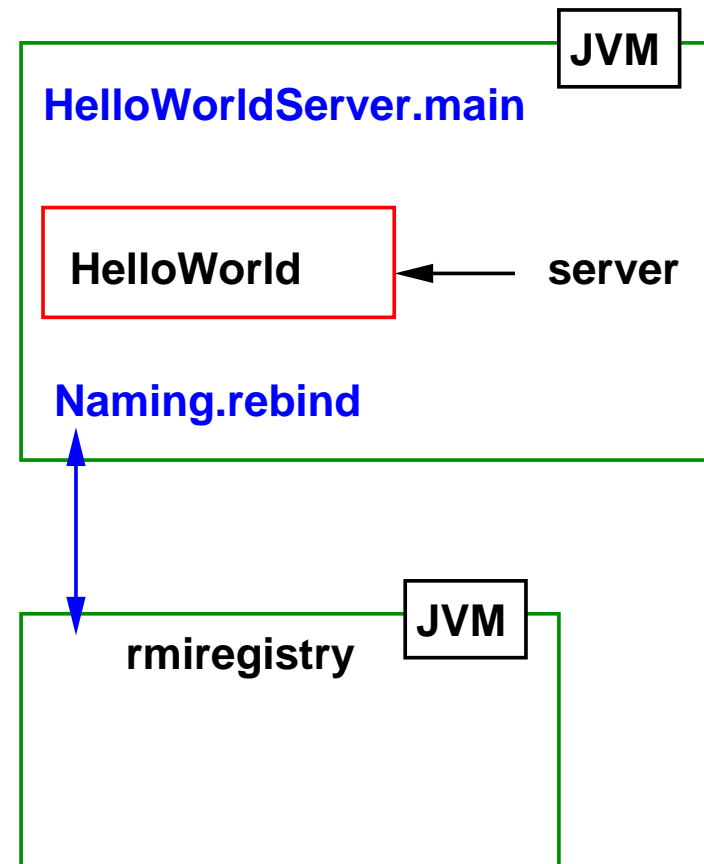 JVM
HelloWorldServer.main
HelloWorld
server
Naming.rebind
JVM
rmiregistry